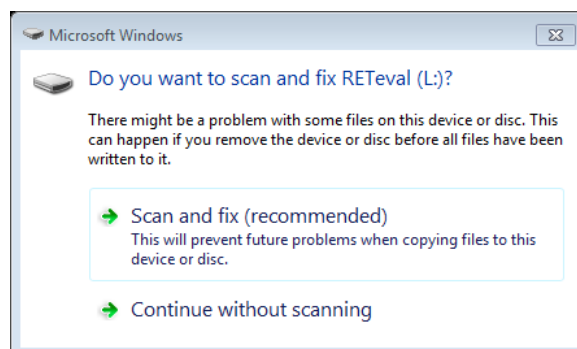 Microsoft Windows
Do you want to scan and fix RETeval (L:)?
There might be a problem with some files on this device or disc. This
can happen if you remove the device or disc before all files have been
written to it.
Scan and fix (recommended)
This will prevent future problems when copying files to this
device or disc.
Continue without scanning